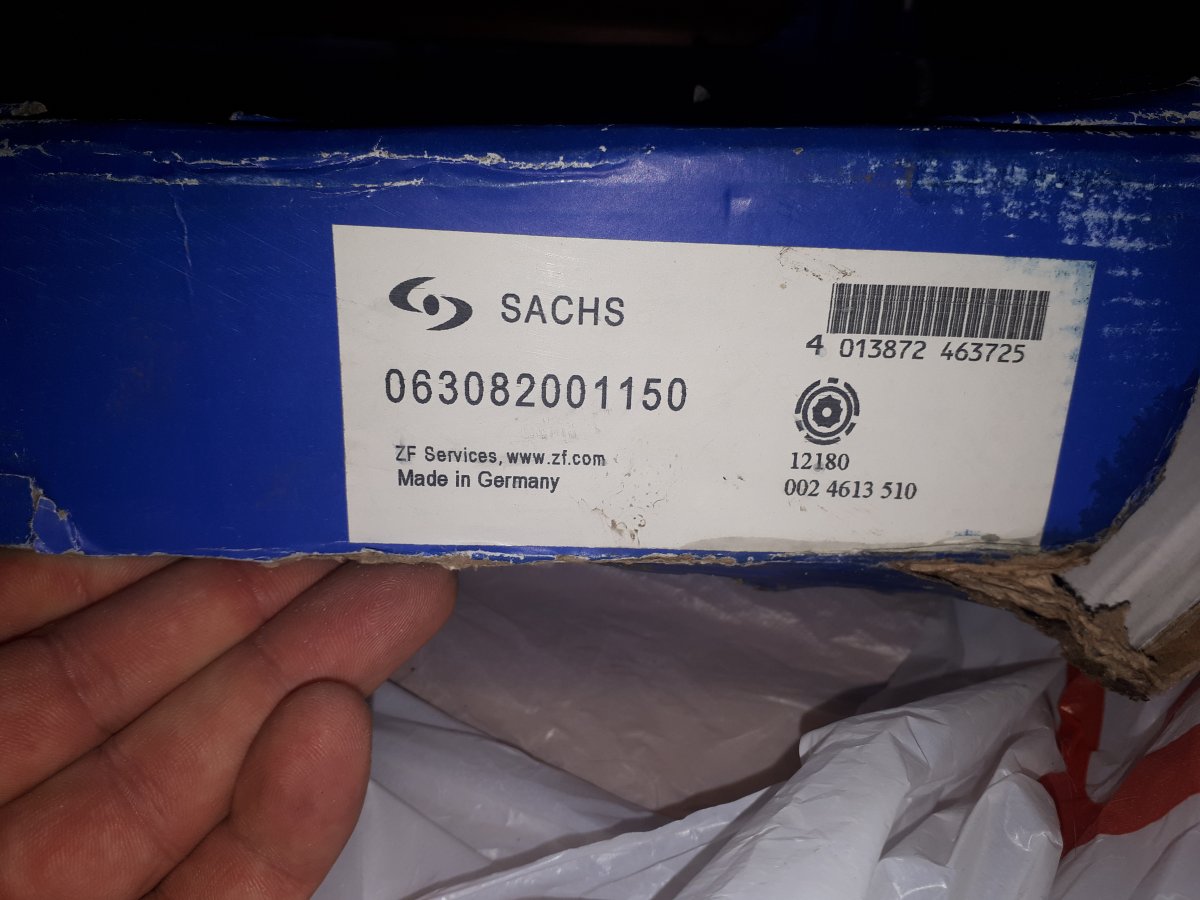 SACHS
4 013872 463725
063082001150
ZF Services, www.zf.com
Made in Germany
12180
002 4613 510